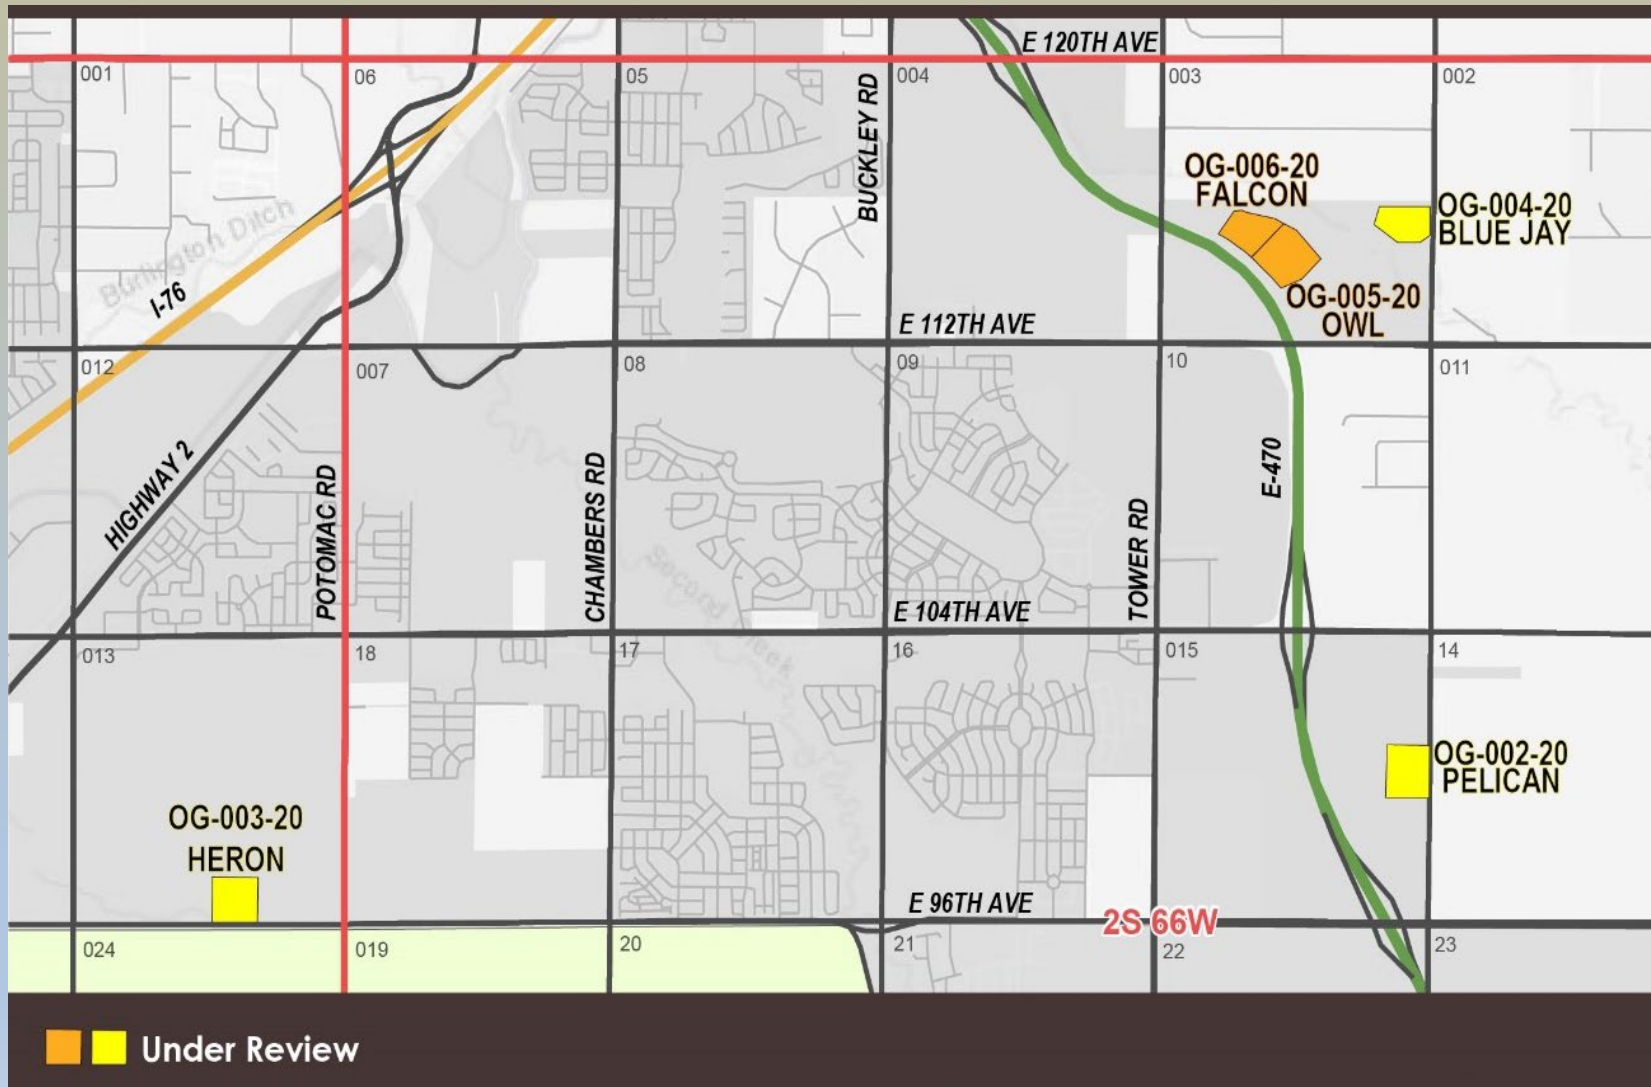 E 120TH AVE
001
06
05
004
003
002
BUCKLEY RD
OG-006-20
FALCON
OG-004-20
BLUE JAY
Burlington Ditch
I-76
OG-005-20
OWL
E 112TH AVE
012
007
08
09
10
011
HIGHWAY 2
POTOMAC RD
CHAMBERS RD
TOWER RD
E-470
Second Creek
E 104TH AVE
013
18
17
16
015
14
OG-002-20
PELICAN
OG-003-20
HERON
E 96TH AVE
2S 66W
024
019
20
21
22
23
Under Review